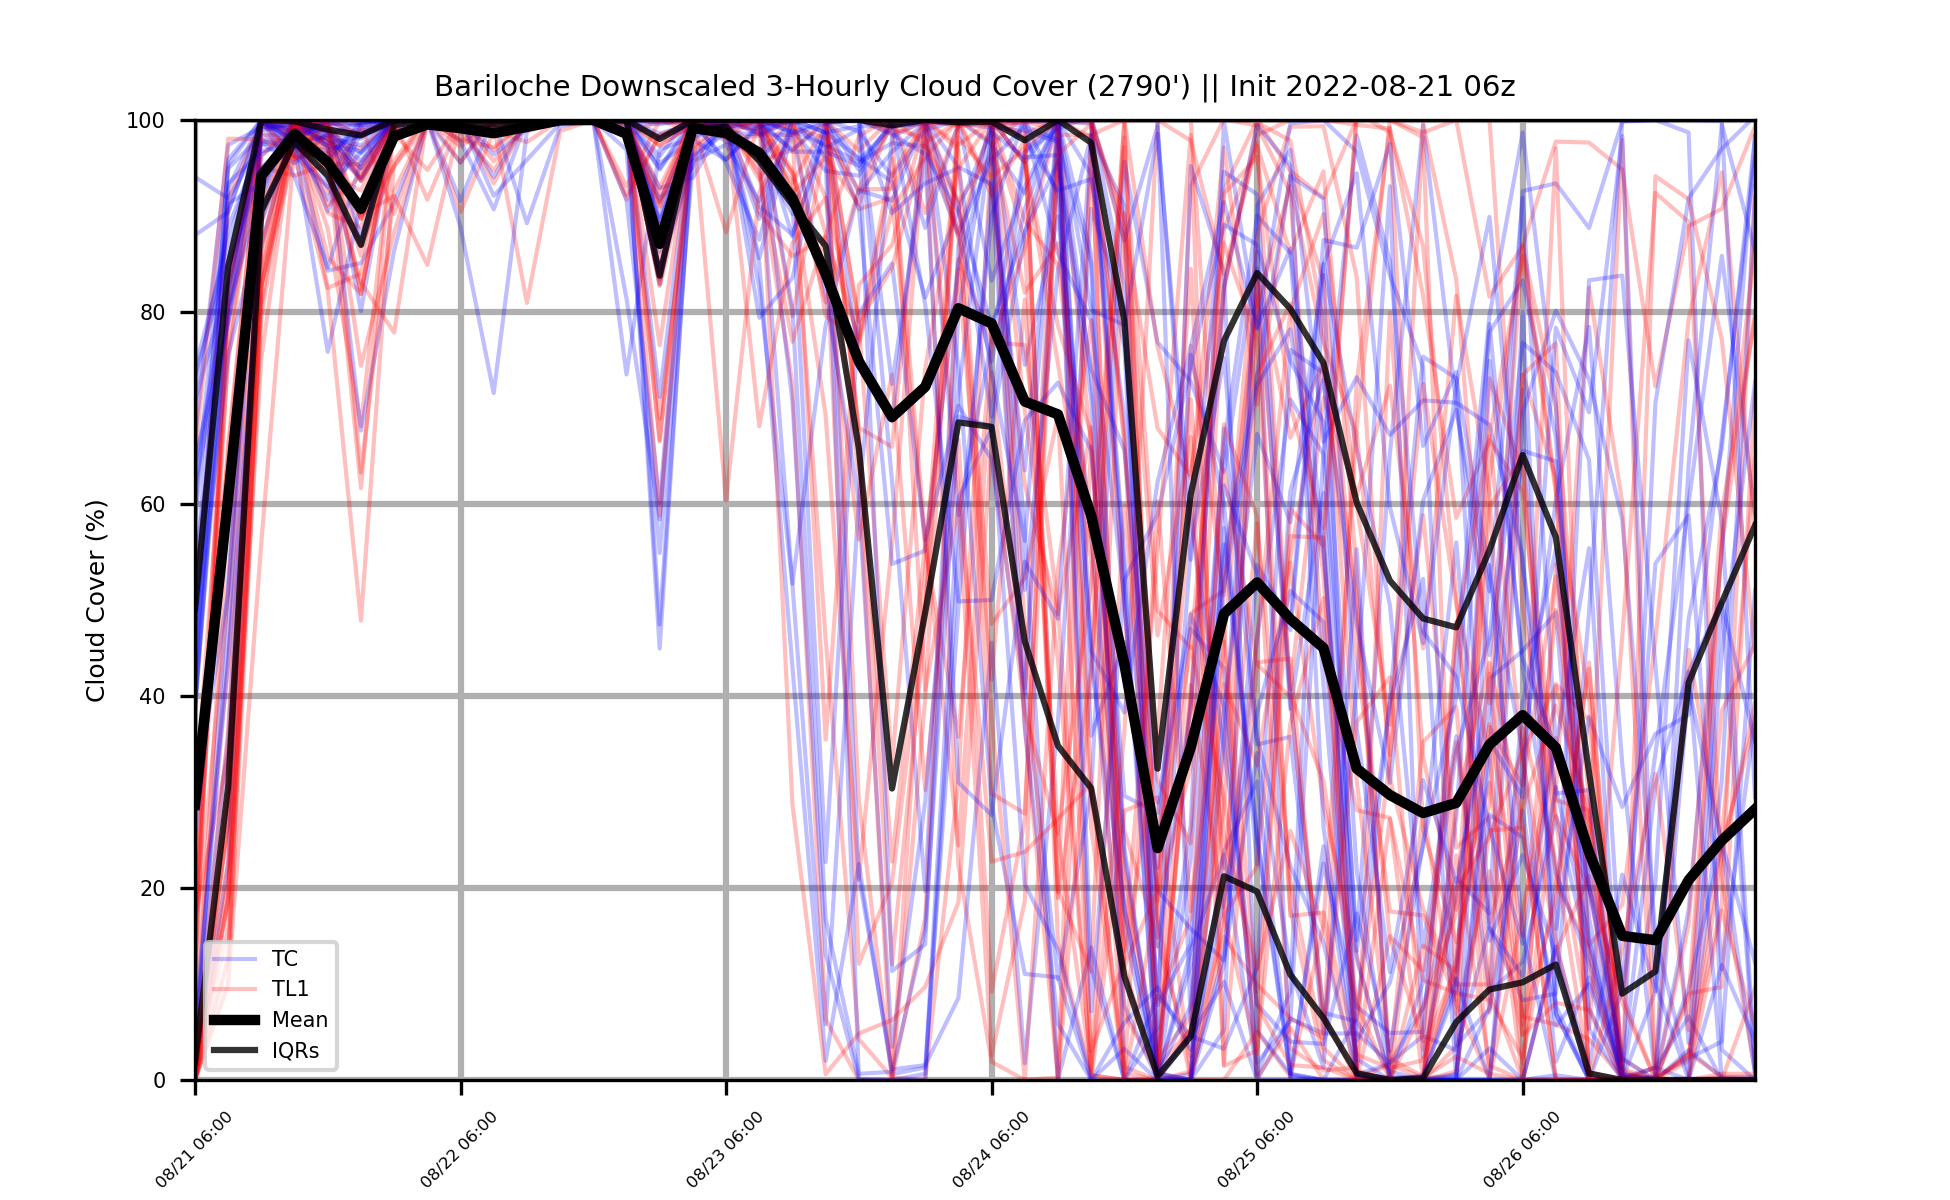 Bariloche Downscaled 3-Hourly Cloud Cover (2790') || Init 2022-08-21 06z
Cloud Cover (%)
100
80
60
40
20
0
TC
TL1
Mean
IQRs
08/21 06:00
08/22 06:00
08/23 06:00
08/24 06:00
08/25 06:00
08/26 06:00